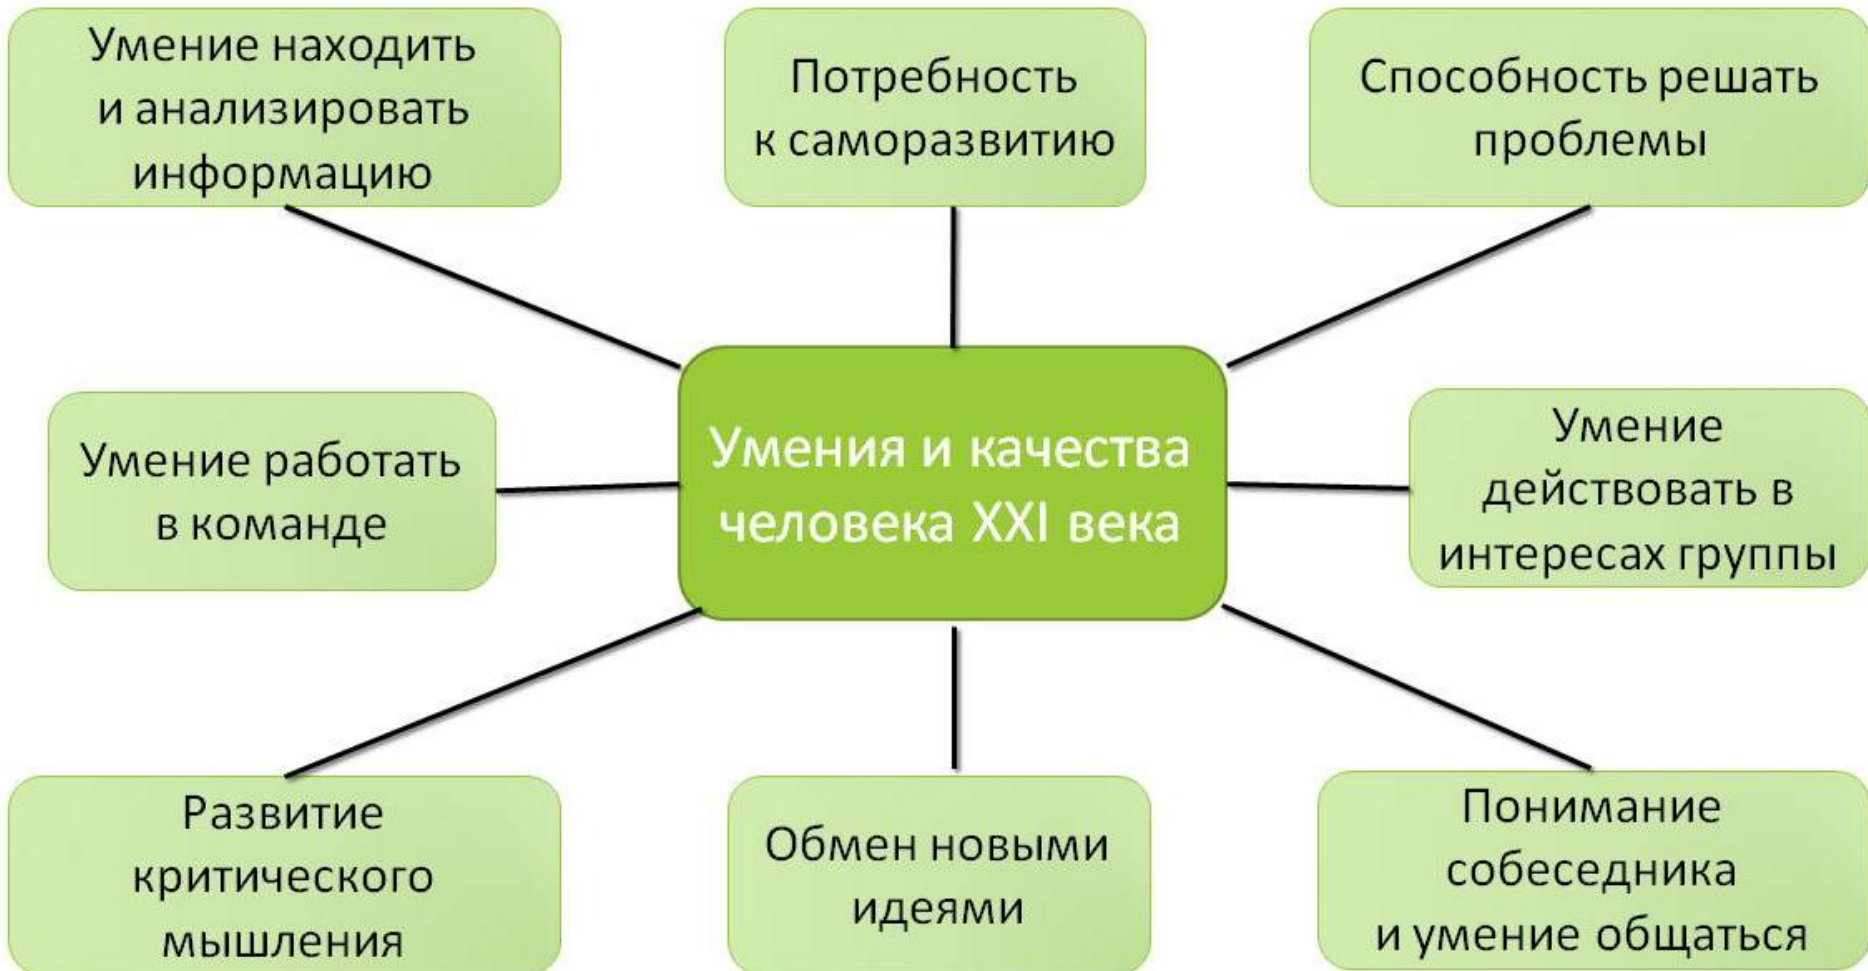 Умение находить
и анализировать
информацию
Потребность
к саморазвитию
Способность решать
проблемы
Умение работать
в команде
Умения и качества
человека XXI века
Умение
действовать в
интересах группы
Развитие
критического
мышления
Обмен новыми
идеями
Понимание
собеседника
и умение общаться